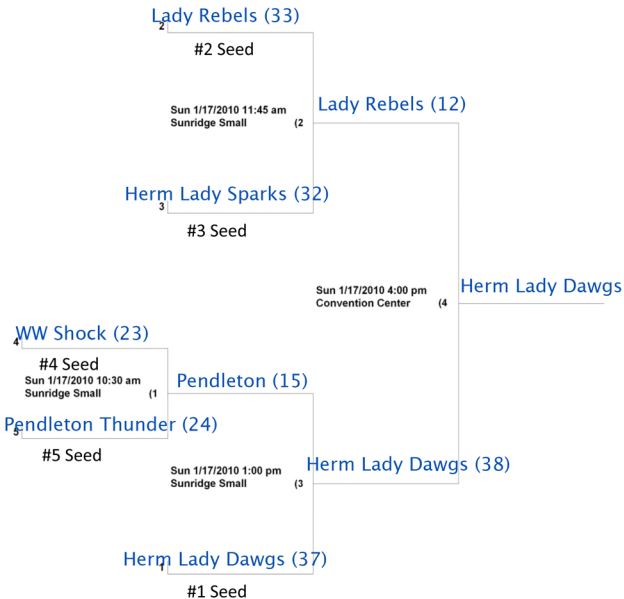 Lady Rebels (33)
2
#2 Seed
Sun 1/17/2010 11:45 am
Sunridge Small (2
Lady Rebels (12)
Herm Lady Sparks (32)
3
#3 Seed
Sun 1/17/2010 4:00 pm
Convention Center (4
Herm Lady Dawgs
WW Shock (23)
4
#4 Seed
Sun 1/17/2010 10:30 am
Sunridge Small (1
Pendleton (15)
Pendleton Thunder (24)
5
#5 Seed
Sun 1/17/2010 1:00 pm
Sunridge Small (3
Herm Lady Dawgs (38)
Herm Lady Dawgs (37)
1
#1 Seed